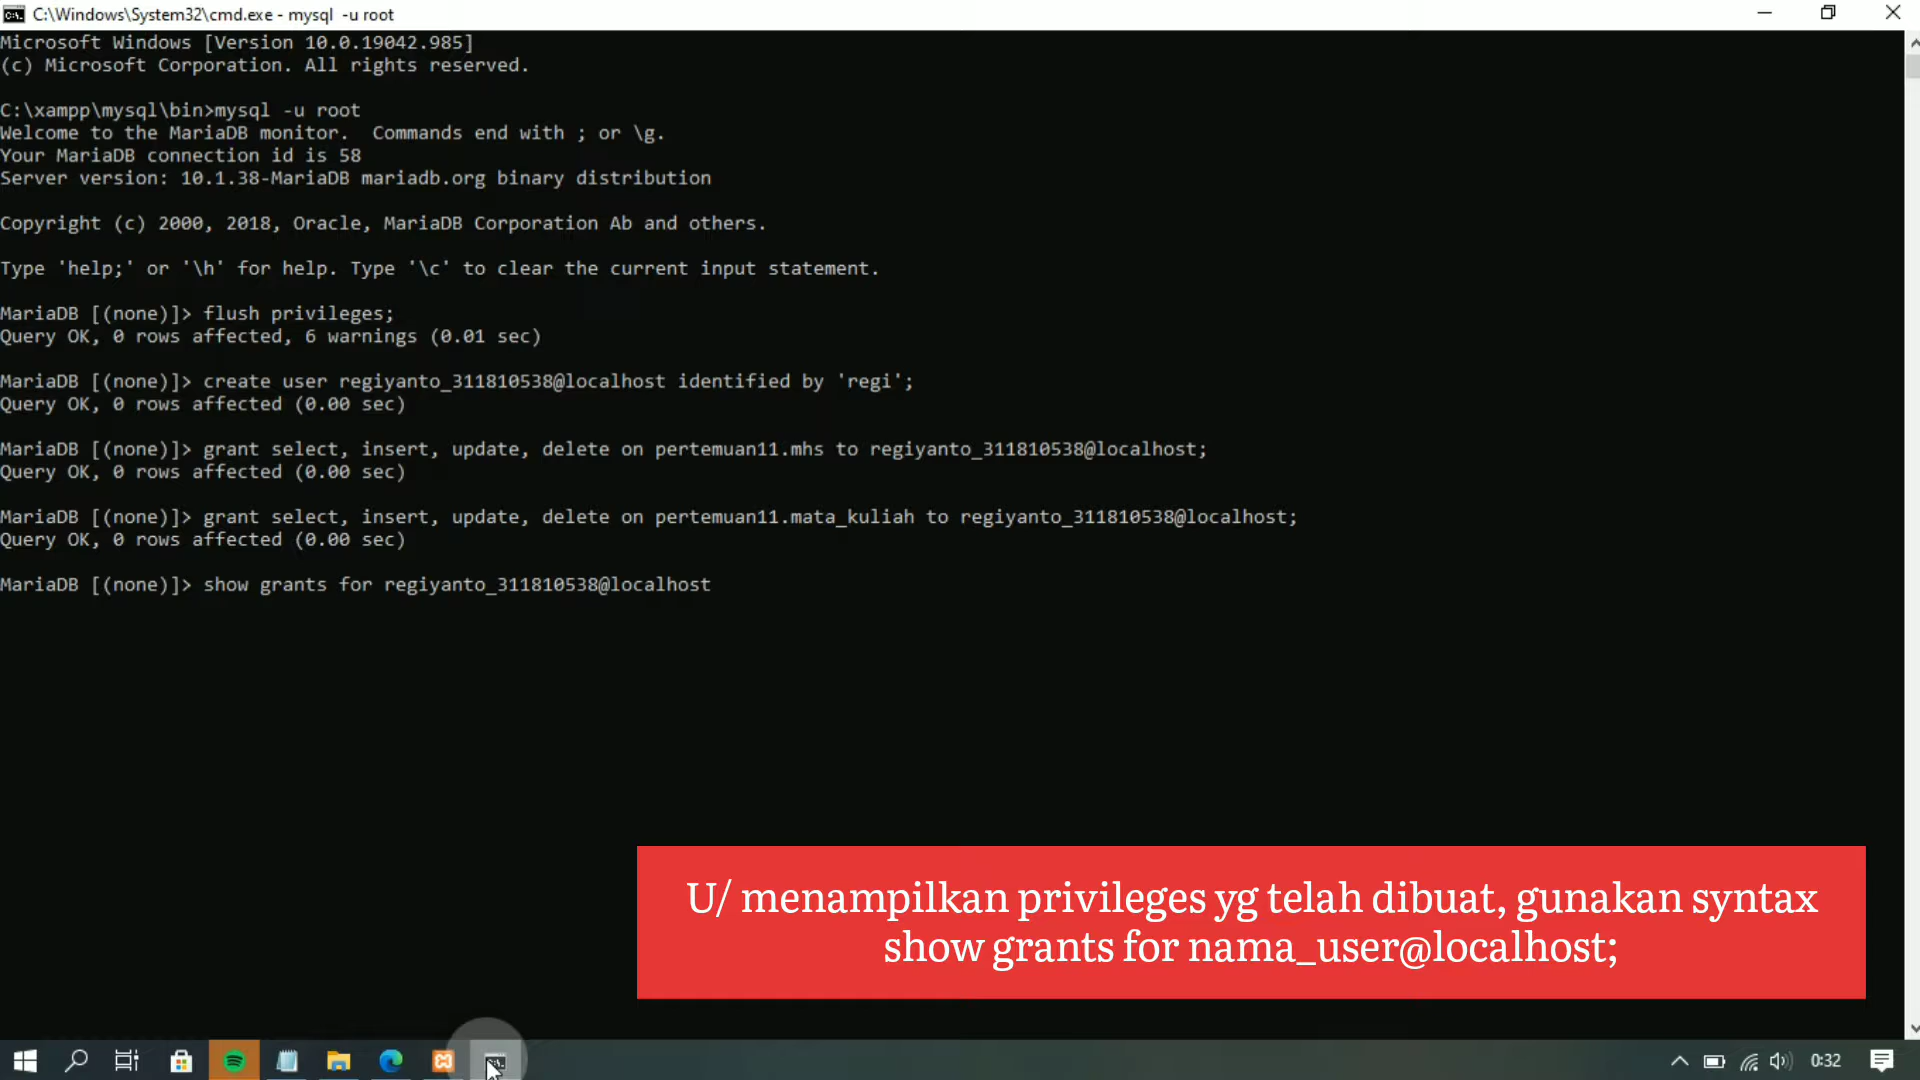 C:\Windows\System32\cmd.exe - mysql  -u root
Microsoft Windows [Version 10.0.19042.985]
(c) Microsoft Corporation. All rights reserved.
C:\xampp\mysql\bin>mysql -u root
Welcome to the MariaDB monitor.  Commands end with ; or \g.
Your MariaDB connection id is 58
Server version: 10.1.38-MariaDB mariadb.org binary distribution
Copyright (c) 2000, 2018, Oracle, MariaDB Corporation Ab and others.
Type 'help;' or '\h' for help. Type '\c' to clear the current input statement.
MariaDB [(none)]> flush privileges;
Query OK, 0 rows affected, 6 warnings (0.01 sec)
MariaDB [(none)]> create user regiyanto_311810538@localhost identified by 'regi';
Query OK, 0 rows affected (0.00 sec)
MariaDB [(none)]> grant select, insert, update, delete on pertemuan11.mhs to regiyanto_311810538@localhost;
Query OK, 0 rows affected (0.00 sec)
MariaDB [(none)]> grant select, insert, update, delete on pertemuan11.mata_kuliah to regiyanto_311810538@localhost;
Query OK, 0 rows affected (0.00 sec)
MariaDB [(none)]> show grants for regiyanto_311810538@localhost
U/ menampilkan privileges yg telah dibuat, gunakan syntax
show grants for nama_user@localhost;
0:32